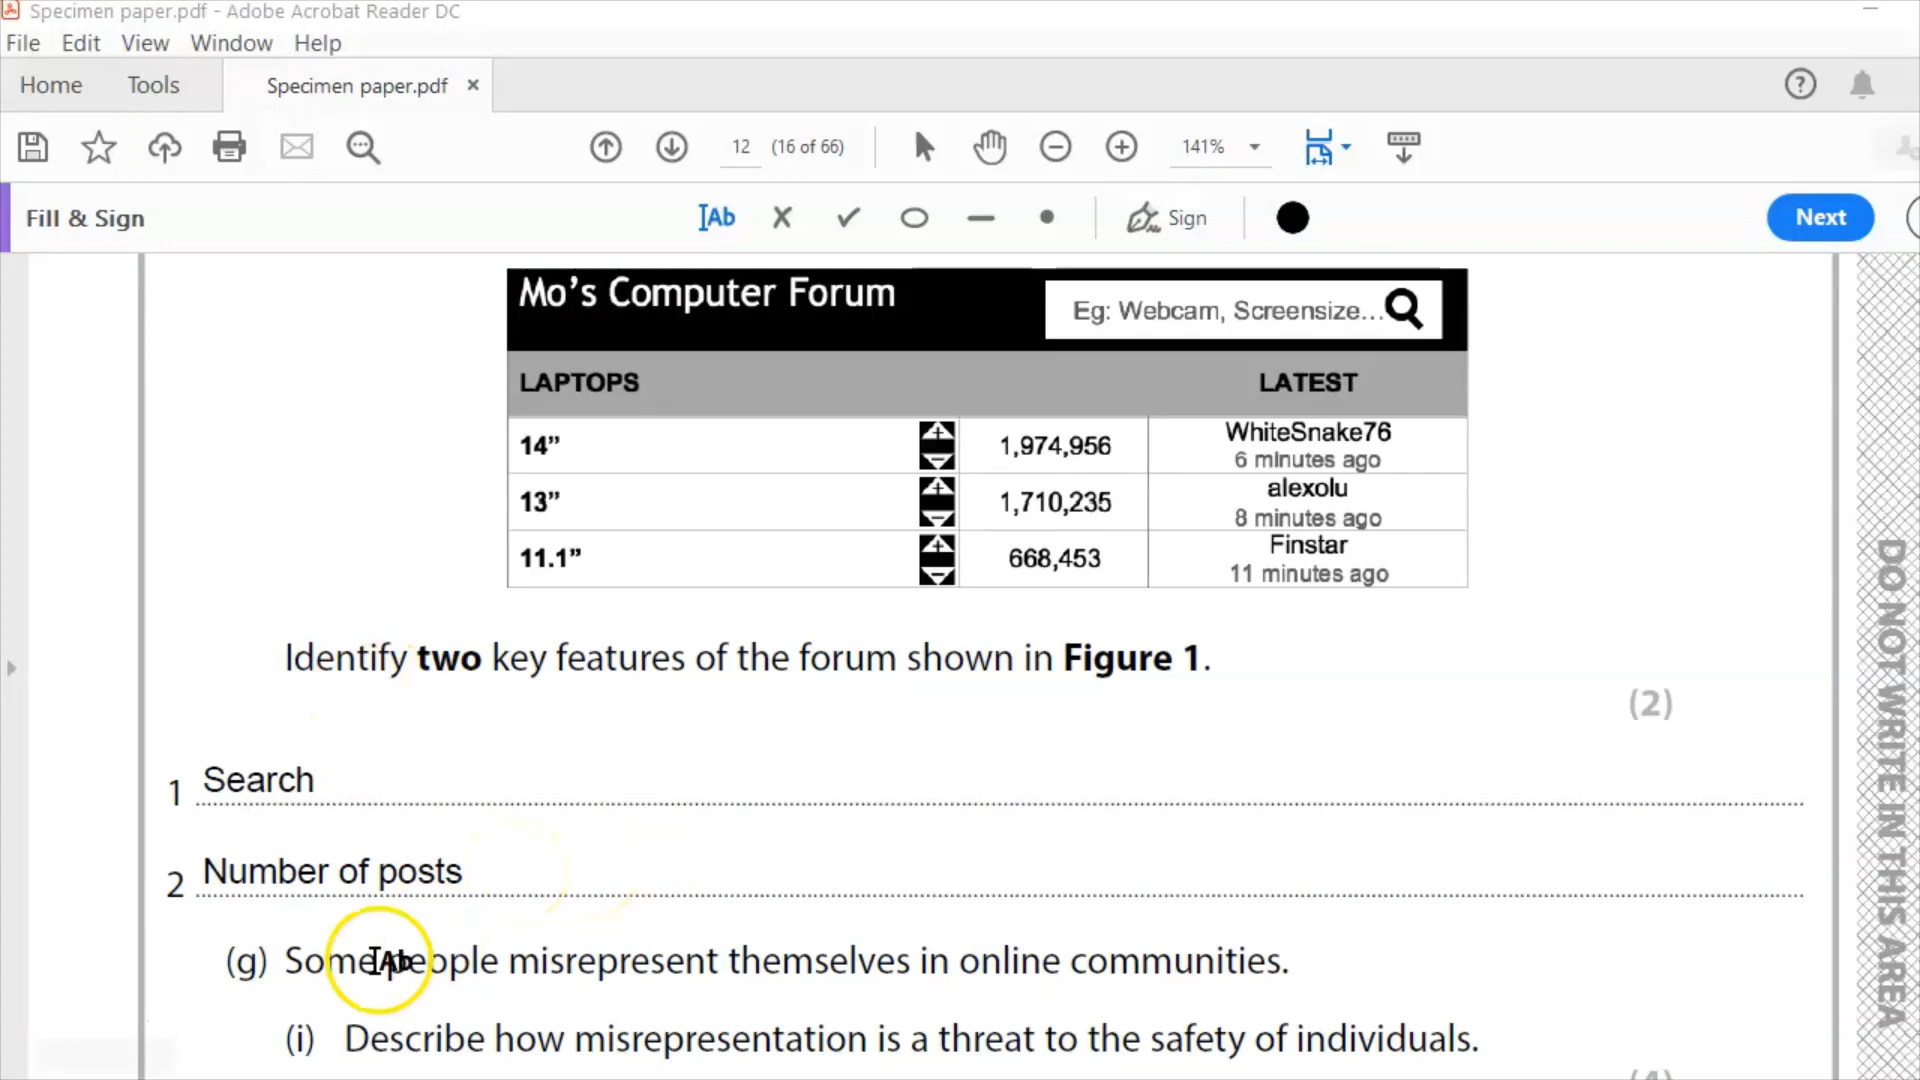 Specimen paper.pdf - Adobe Acrobat Reader DC
File Edit View Window Help
Home Tools Specimen paper.pdf ×
12 (16 of 66) 141%
Fill & Sign Ab Sign Next
Mo's Computer Forum Eg: Webcam, Screensize...
LAPTOPS LATEST
14” 1,974,956 WhiteSnake76
6 minutes ago
13” 1,710,235 alexolu
8 minutes ago
11.1” 668,453 Finstar
11 minutes ago
Identify two key features of the forum shown in Figure 1.
(2)
1 Search
2 Number of posts
(g) Some people misrepresent themselves in online communities.
(i) Describe how misrepresentation is a threat to the safety of individuals.
(4)
DO NOT WRITE IN THIS AREA